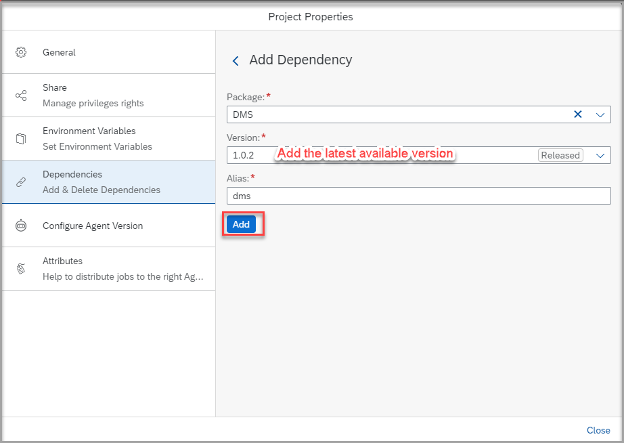 Project Properties
General
Share
Manage privileges rights
Environment Variables
Set Environment Variables
Dependencies
Add & Delete Dependencies
Configure Agent Version
Attributes
Help to distribute jobs to the right Ag...
Add Dependency
Package:*
DMS
Version:*
1.0.2 Add the latest available version Released
Alias:*
dms
Add
Close